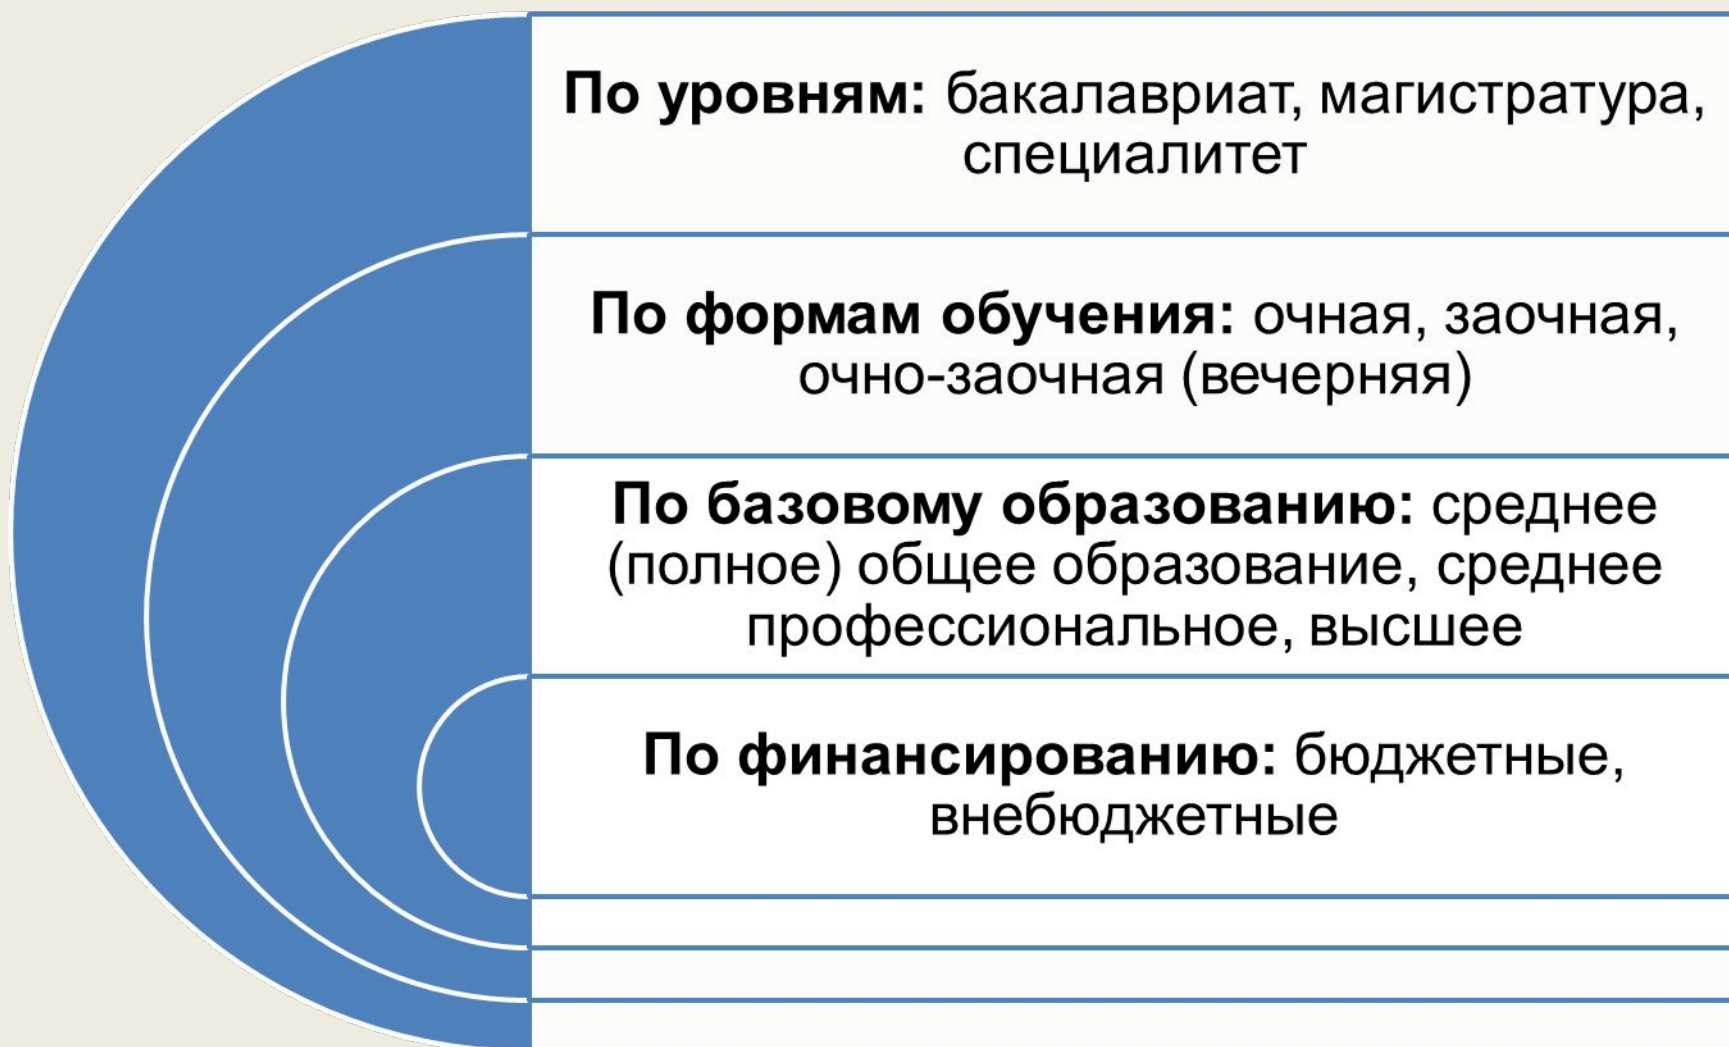 По уровням: бакалавриат, магистратура,
специалитет
По формам обучения: очная, заочная,
очно-заочная (вечерняя)
По базовому образованию: среднее
(полное) общее образование, среднее
профессиональное, высшее
По финансированию: бюджетные,
внебюджетные